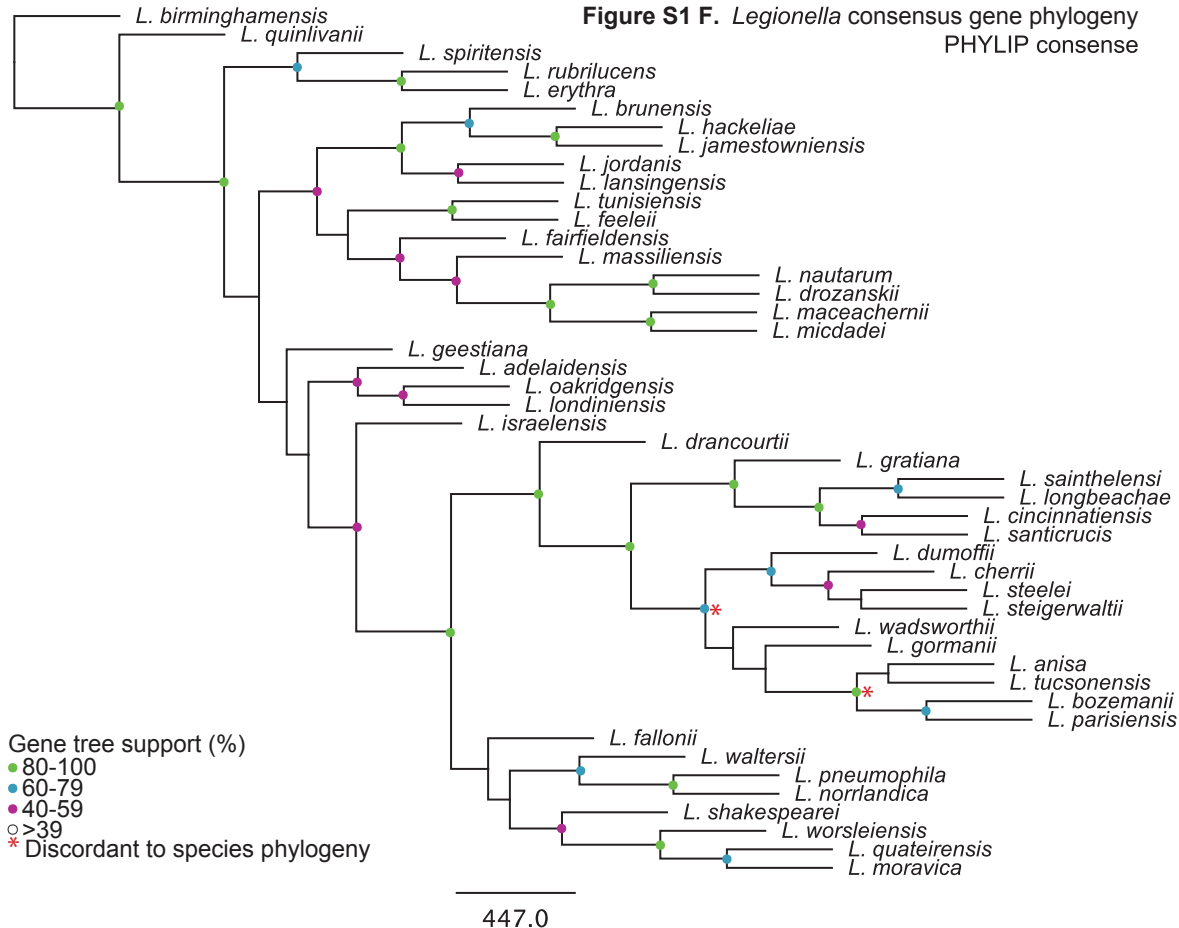 Figure S1 F. Legionella consensus gene phylogeny
PHYLIP consense
L. birminghamensis
L. quinlivanii
L. spiritensis
L. rubrilucens
L. erythra
L. brunensis
L. hackeliae
L. jamestowniensis
L. jordanis
L. lansingensis
L. tunisiensis
L. feeleii
L. fairfieldensis
L. massiliensis
L. nautarum
L. drozanskii
L. maceachernii
L. micdadei
L. geestiana
L. adelaidensis
L. oakridgensis
L. londiniensis
L. israelensis
L. drancourtii
L. gratiana
L. sainthelensi
L. longbeachae
L. cincinnatiensis
L. santicrucis
L. dumoffii
L. cherrii
L. steelei
L. steigerwaltii
*
L. wadsworthii
L. gormanii
L. anisa
L. tucsonensis
*
L. bozemanii
L. parisiensis
L. fallonii
L. waltersii
L. pneumophila
L. norrlandica
L. shakespearei
L. worsleiensis
L. quateirensis
L. moravica
Gene tree support (%)
80-100
60-79
40-59
>39
* Discordant to species phylogeny
447.0